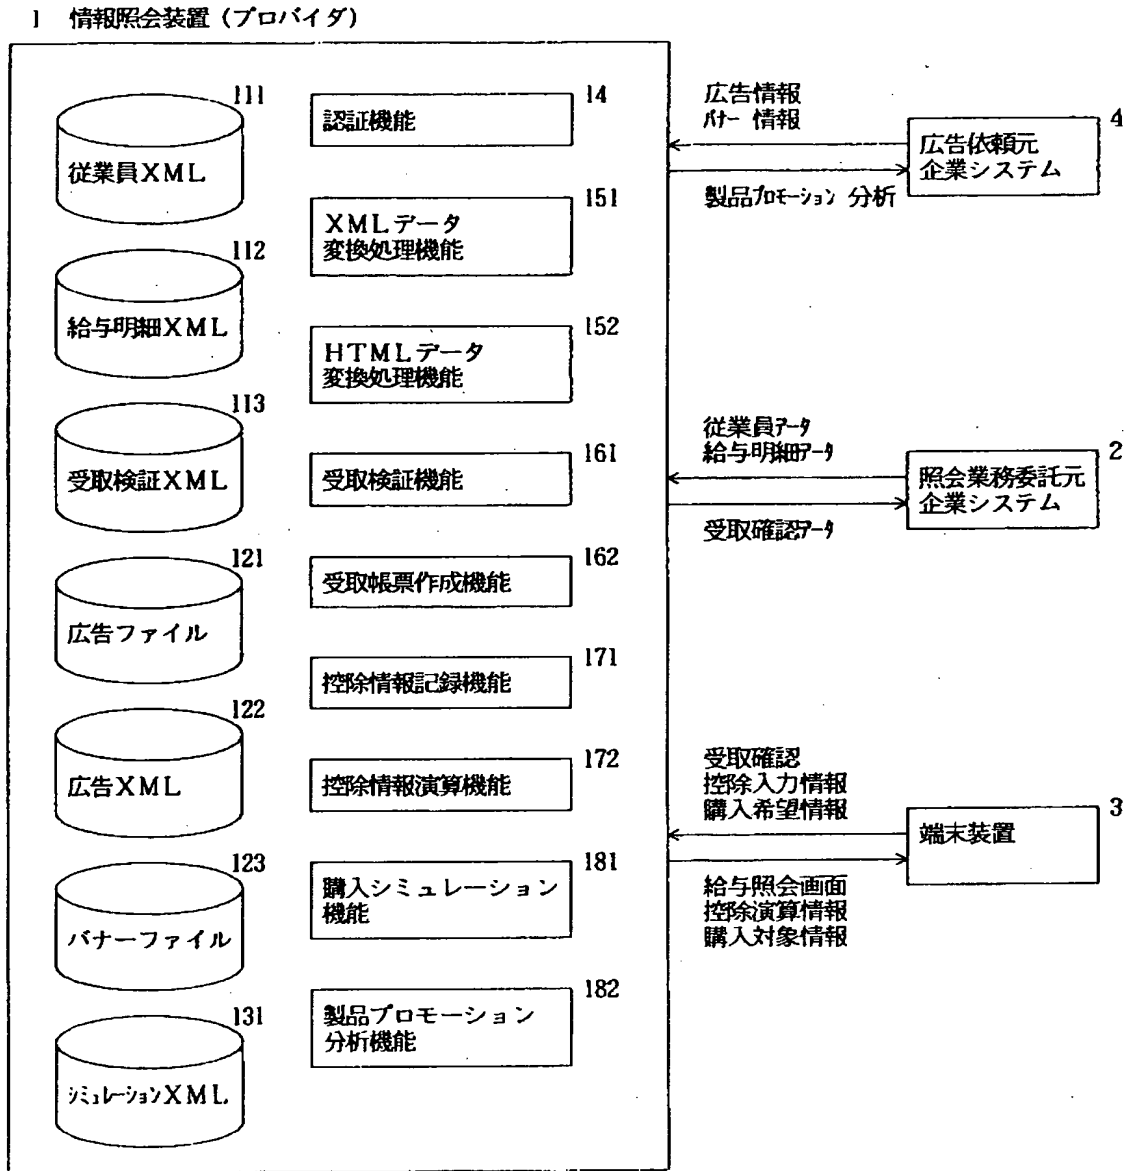 1 情報照会装置（プロバイダ）
111
従業員XML
112
給与明細XML
113
受取検証XML
121
広告ファイル
122
広告XML
123
バナーファイル
131
シミュレーションXML
14
認証機能
151
XMLデータ
変換処理機能
152
HTMLデータ
変換処理機能
161
受取検証機能
162
受取帳票作成機能
171
控除情報記録機能
172
控除情報演算機能
181
購入シミュレーション
機能
182
製品プロモーション
分析機能
広告情報
バナー 情報
製品プロモーション 分析
4
広告依頼元
企業システム
従業員データ
給与明細データ
受取確認データ
2
照会業務委託元
企業システム
受取確認
控除入力情報
購入希望情報
給与照会画面
控除演算情報
購入対象情報
3
端末装置